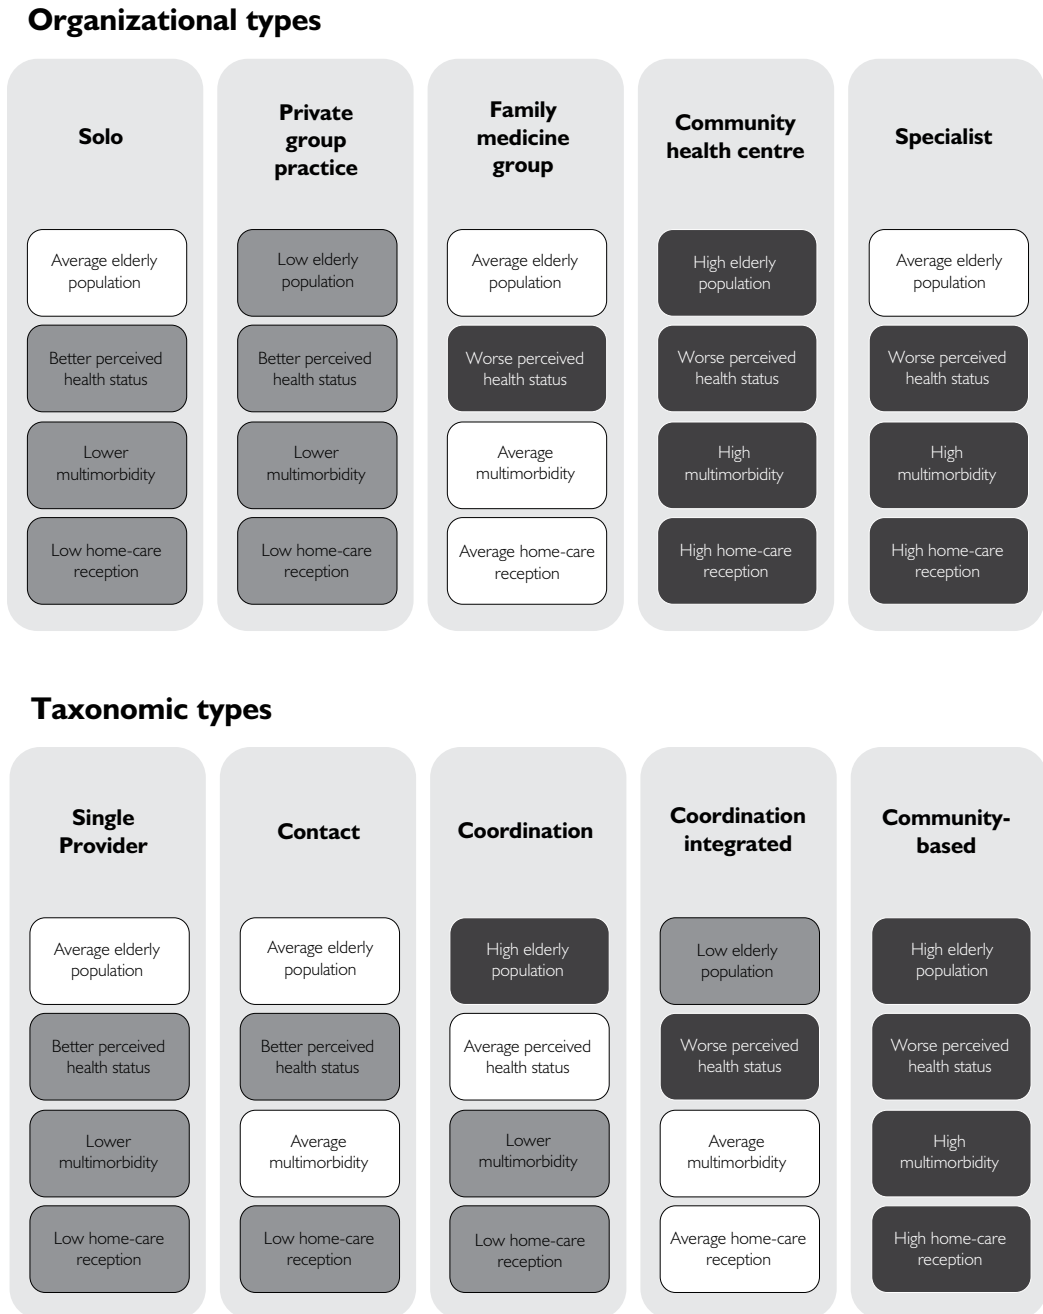 Organizational types
Solo
Average elderly
population
Better perceived
health status
Lower
multimorbidity
Low home-care
reception
Private
group
practice
Low elderly
population
Better perceived
health status
Lower
multimorbidity
Low home-care
reception
Family
medicine
group
Average elderly
population
Worse perceived
health status
Average
multimorbidity
Average home-care
reception
Community
health centre
High elderly
population
Worse perceived
health status
High
multimorbidity
High home-care
reception
Specialist
Average elderly
population
Worse perceived
health status
High
multimorbidity
High home-care
reception
Taxonomic types
Single
Provider
Average elderly
population
Better perceived
health status
Lower
multimorbidity
Low home-care
reception
Contact
Average elderly
population
Better perceived
health status
Average
multimorbidity
Low home-care
reception
Coordination
High elderly
population
Average perceived
health status
Lower
multimorbidity
Low home-care
reception
Coordination
integrated
Low elderly
population
Worse perceived
health status
Average
multimorbidity
Average home-care
reception
Community-
based
High elderly
population
Worse perceived
health status
High
multimorbidity
High home-care
reception